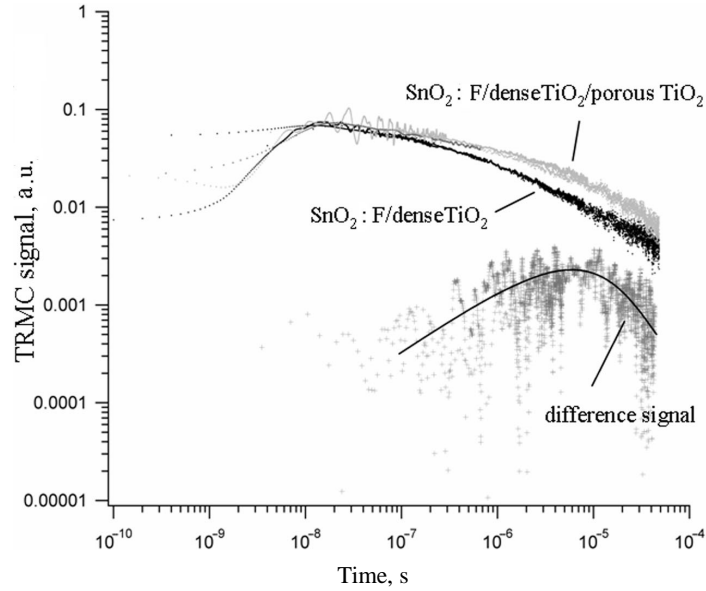 1
0.1
0.01
0.001
0.0001
0.00001
TRMC signal, a.u.
SnO₂ : F/denseTiO₂/porous TiO₂
SnO₂ : F/denseTiO₂
difference signal
10⁻¹⁰ 10⁻⁹ 10⁻⁸ 10⁻⁷ 10⁻⁶ 10⁻⁵ 10⁻⁴
Time, s